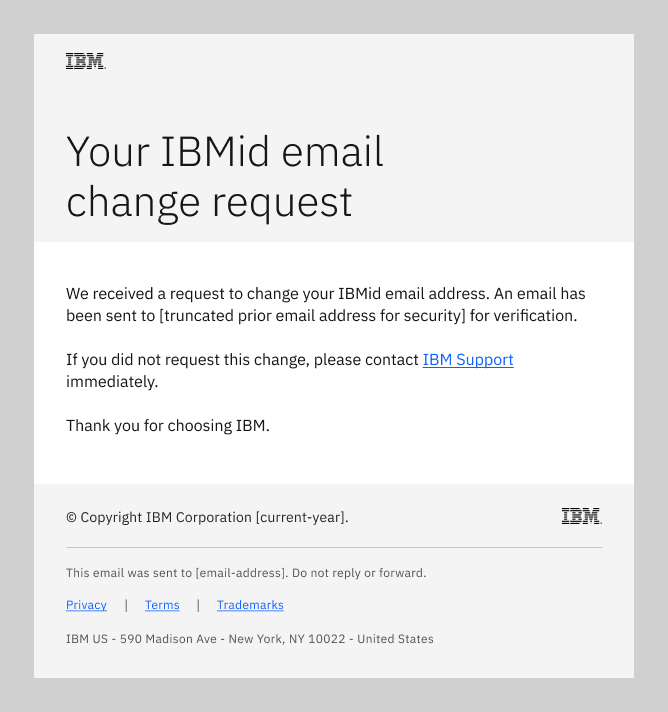 IBM
Your IBMid email
change request
We received a request to change your IBMid email address. An email has
been sent to [truncated prior email address for security] for verification.
If you did not request this change, please contact IBM Support
immediately.
Thank you for choosing IBM.
© Copyright IBM Corporation [current-year].
IBM
This email was sent to [email-address]. Do not reply or forward.
Privacy | Terms | Trademarks
IBM US - 590 Madison Ave - New York, NY 10022 - United States